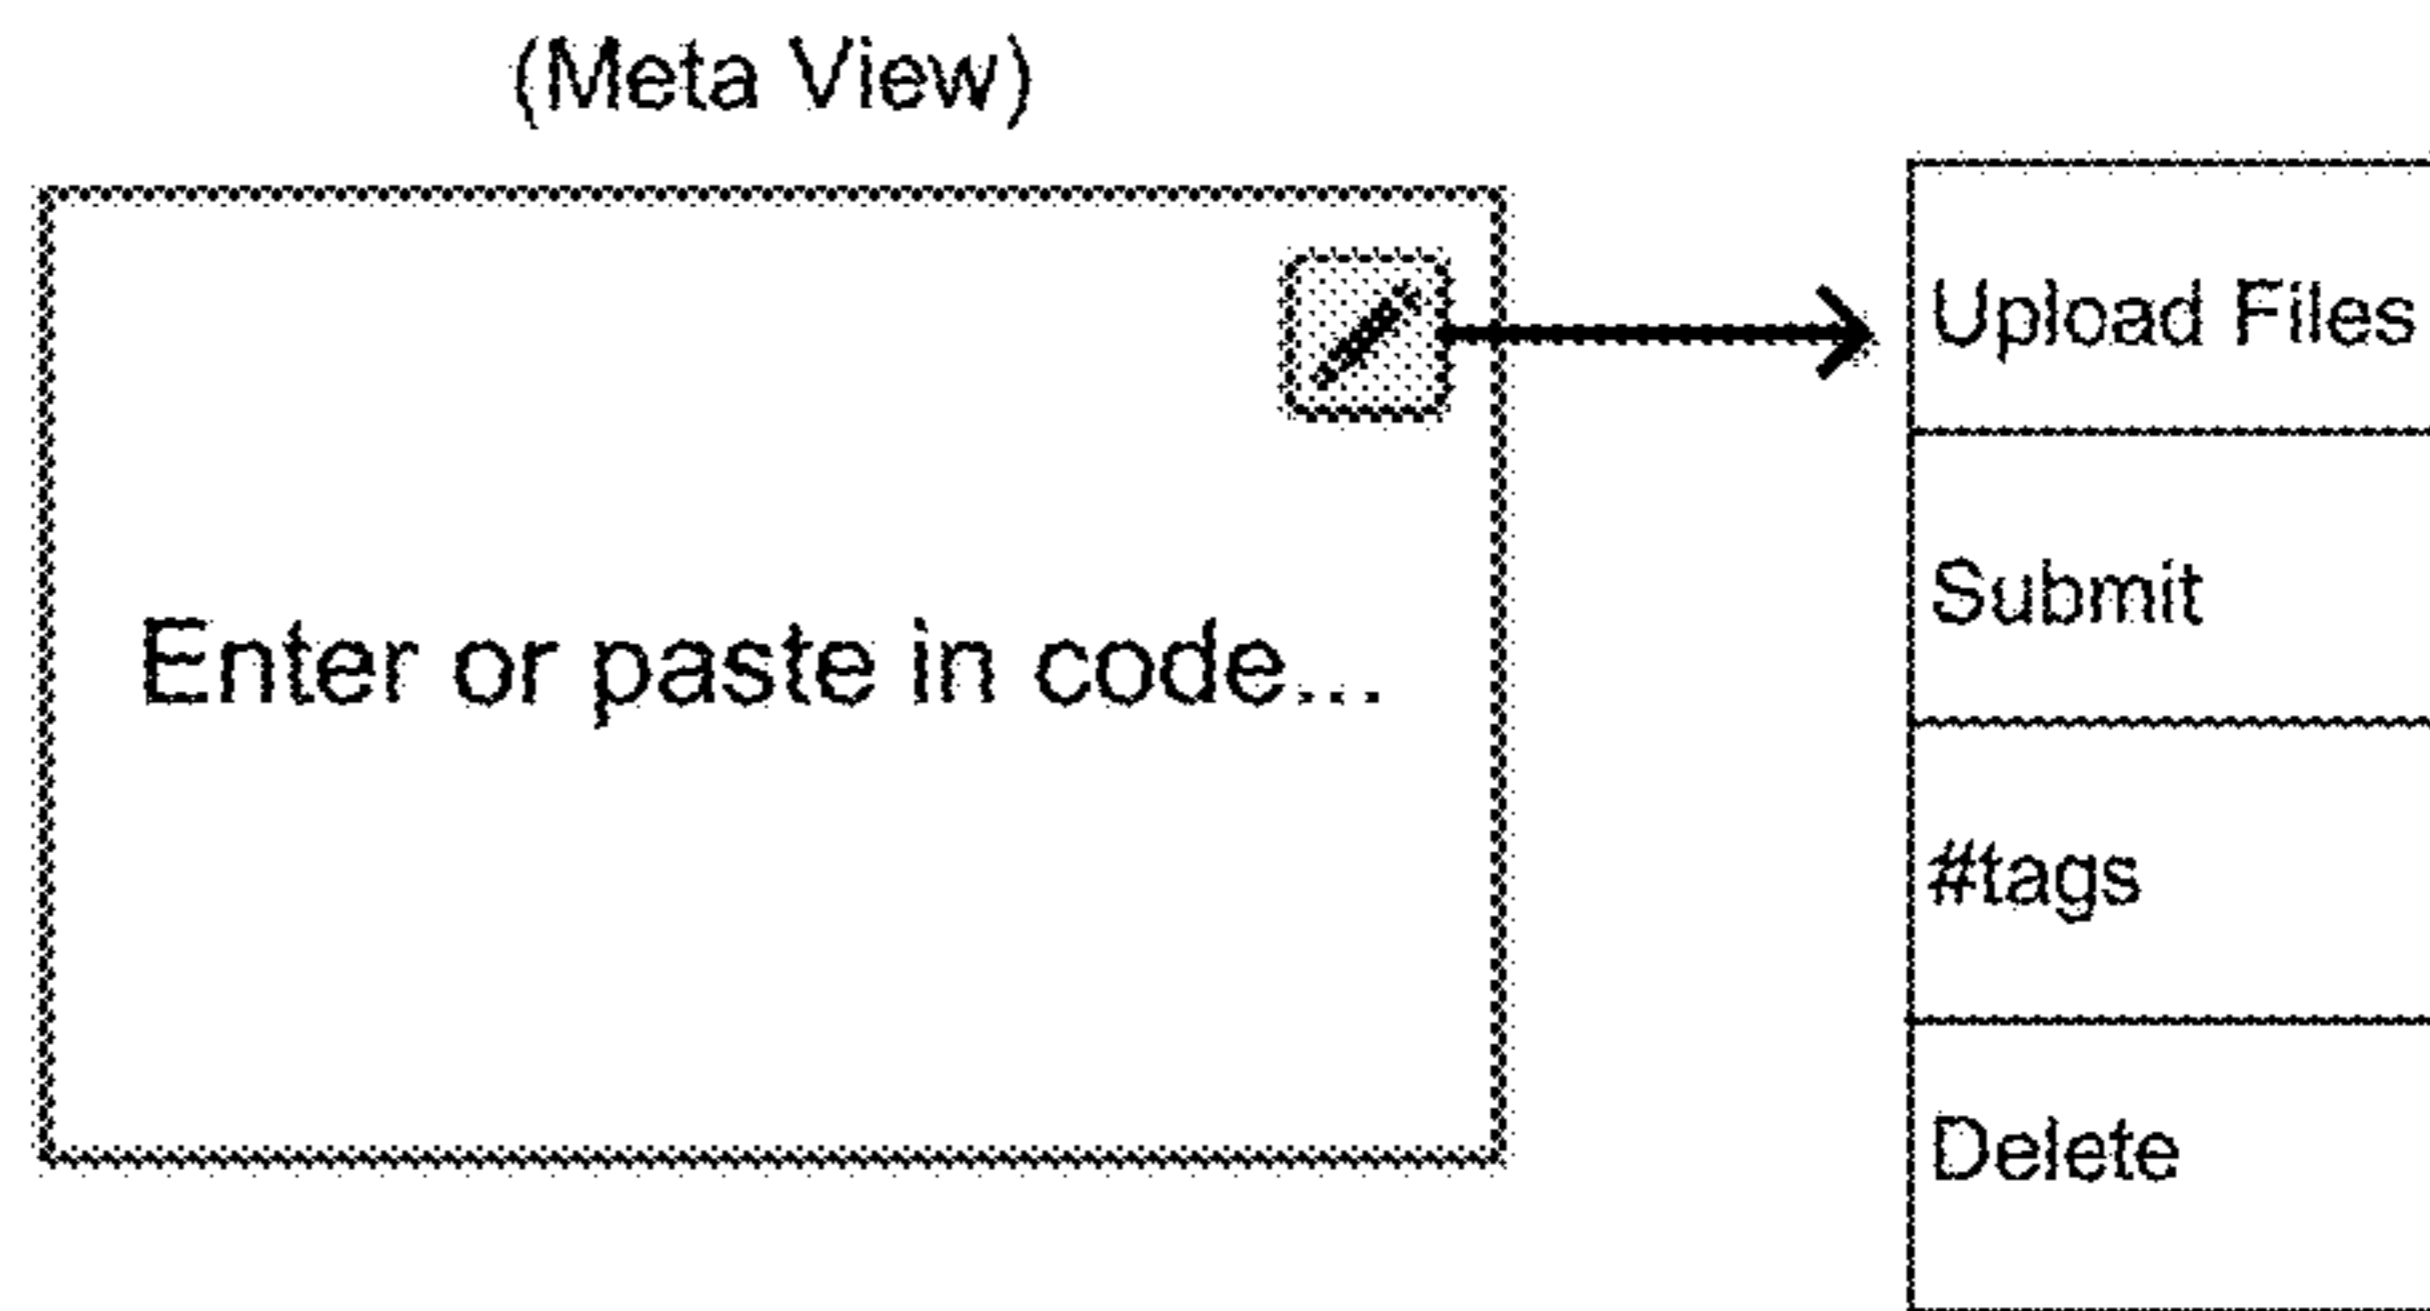 (Meta View)
Enter or paste in code...
Upload Files
Submit
#tags
Delete